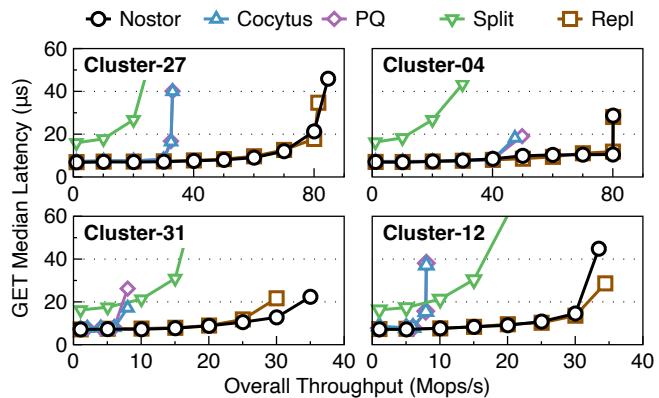 Nostor Cocytus PQ Split Repl
GET Median Latency (μs)
Cluster-27
60
40
20
0
40 80
Cluster-04
0 40 80
Cluster-31
60
40
20
0
0 10 20 30 40
Cluster-12
0 10 20 30 40
Overall Throughput (Mops/s)